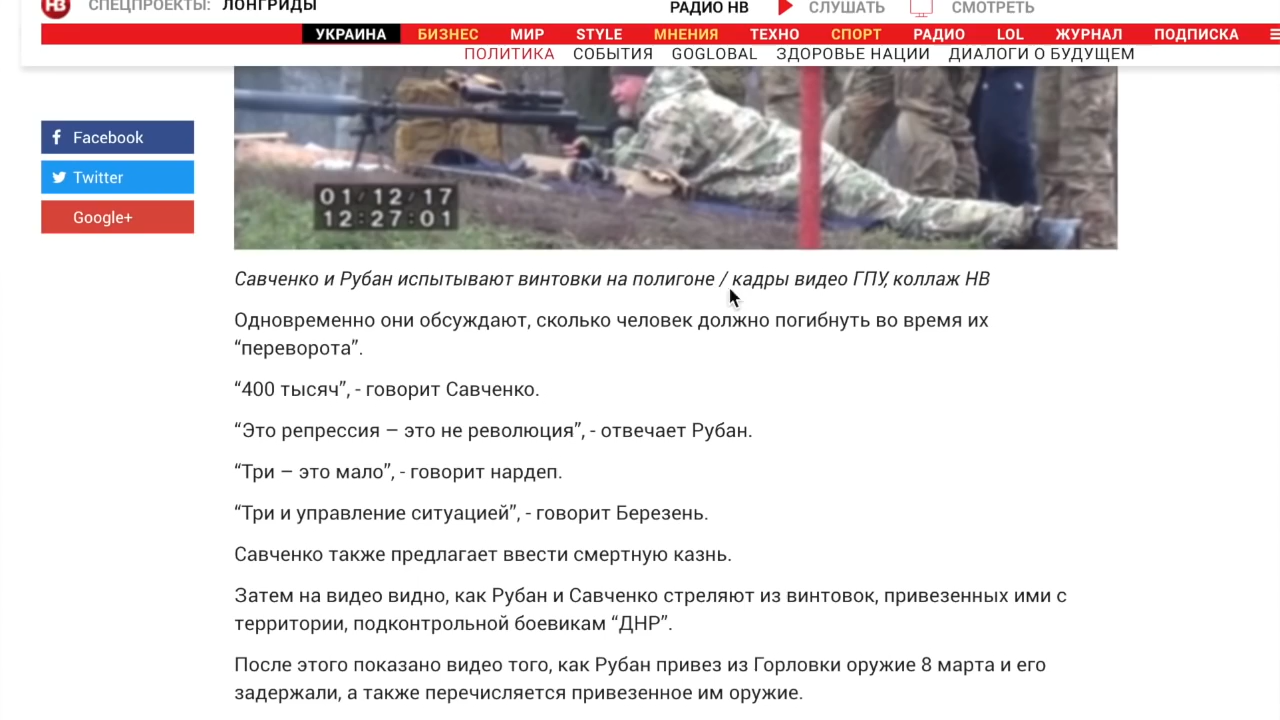 НВ СПЕЦПРОЕКТЫ: ЛОНГРИДЫ РАДИО НВ СЛУШАТЬ СМОТРЕТЬ
УКРАИНА БИЗНЕС МИР STYLE МНЕНИЯ ТЕХНО СПОРТ РАДИО LOL ЖУРНАЛ ПОДПИСКА
ПОЛИТИКА СОБЫТИЯ GOGLOBAL ЗДОРОВЬЕ НАЦИИ ДИАЛОГИ О БУДУЩЕМ
Facebook
Twitter
Google+
01/12/17
12:27:01
Савченко и Рубан испытывают винтовки на полигоне / кадры видео ГПУ, коллаж НВ
Одновременно они обсуждают, сколько человек должно погибнуть во время их
“переворота”.
“400 тысяч”, - говорит Савченко.
“Это репрессия – это не революция”, - отвечает Рубан.
“Три – это мало”, - говорит нардеп.
“Три и управление ситуацией”, - говорит Березень.
Савченко также предлагает ввести смертную казнь.
Затем на видео видно, как Рубан и Савченко стреляют из винтовок, привезенных ими с
территории, подконтрольной боевикам “ДНР”.
После этого показано видео того, как Рубан привез из Горловки оружие 8 марта и его
задержали, а также перечисляется привезенное им оружие.